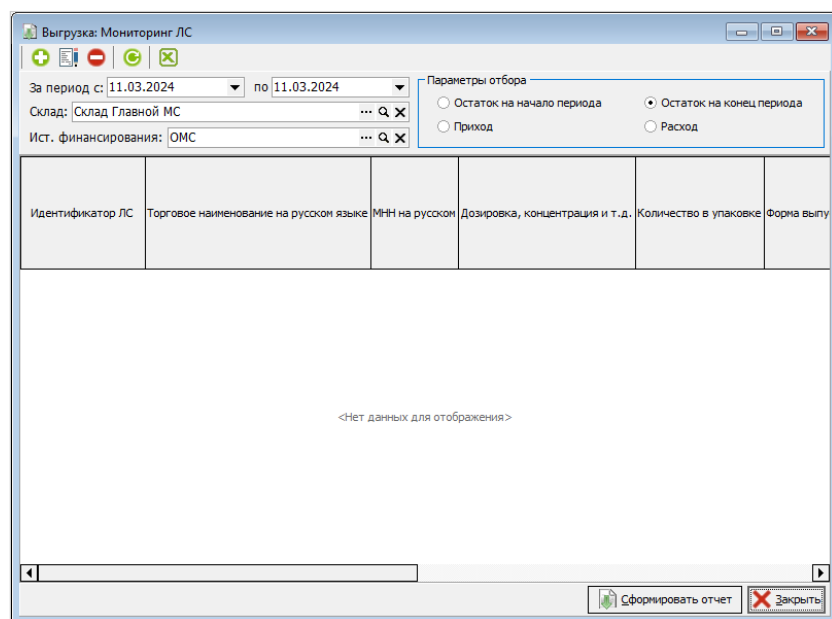 Выгрузка: Мониторинг ЛС
За период с: 11.03.2024 по 11.03.2024
Склад: Склад Главной МС
Ист. финансирования: ОМС
Параметры отбора
Остаток на начало периода
Остаток на конец периода
Приход
Расход
Идентификатор ЛС
Торговое наименование на русском языке
МНН на русском
Дозировка, концентрация и т.д.
Количество в упаковке
Форма выпу
<Нет данных для отображения>
Сформировать отчет
Закрыть